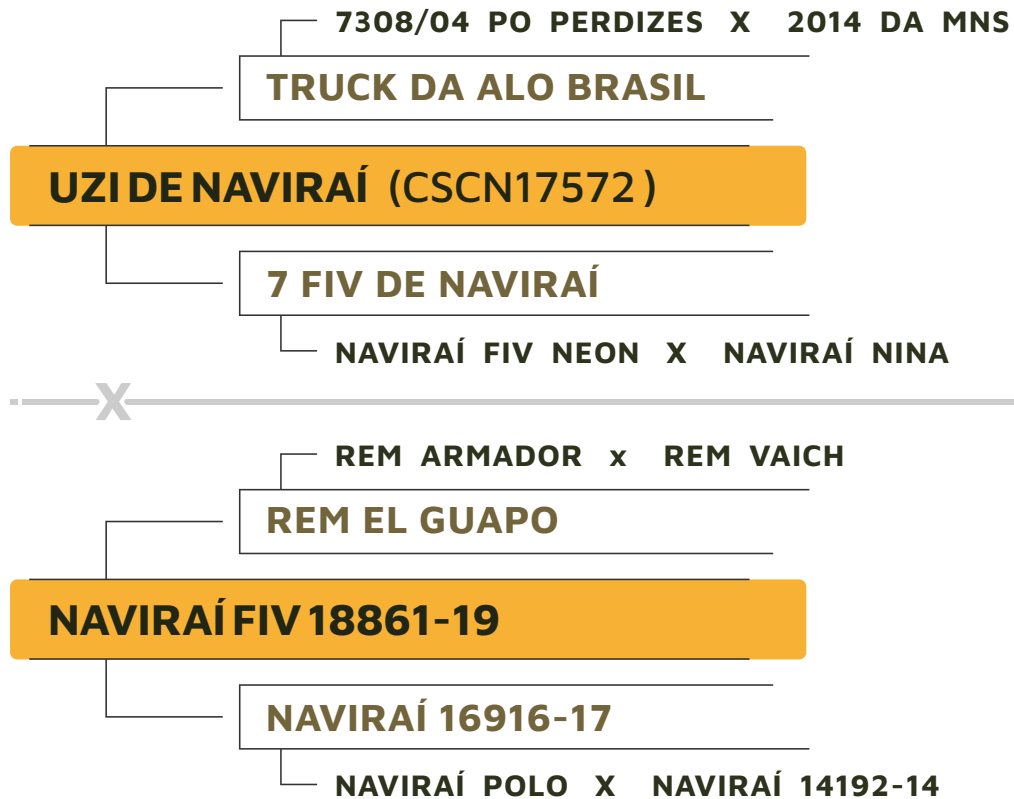 7308/04 PO PERDIZES X 2014 DA MNS
TRUCK DA ALO BRASIL
UZI DE NAVIRAÍ (CSCN17572 )
7 FIV DE NAVIRAÍ
NAVIRAÍ FIV NEON X NAVIRAÍ NINA
X
REM ARMADOR x REM VAICH
REM EL GUAPO
NAVIRAÍ FIV 18861-19
NAVIRAÍ 16916-17
NAVIRAÍ POLO X NAVIRAÍ 14192-14